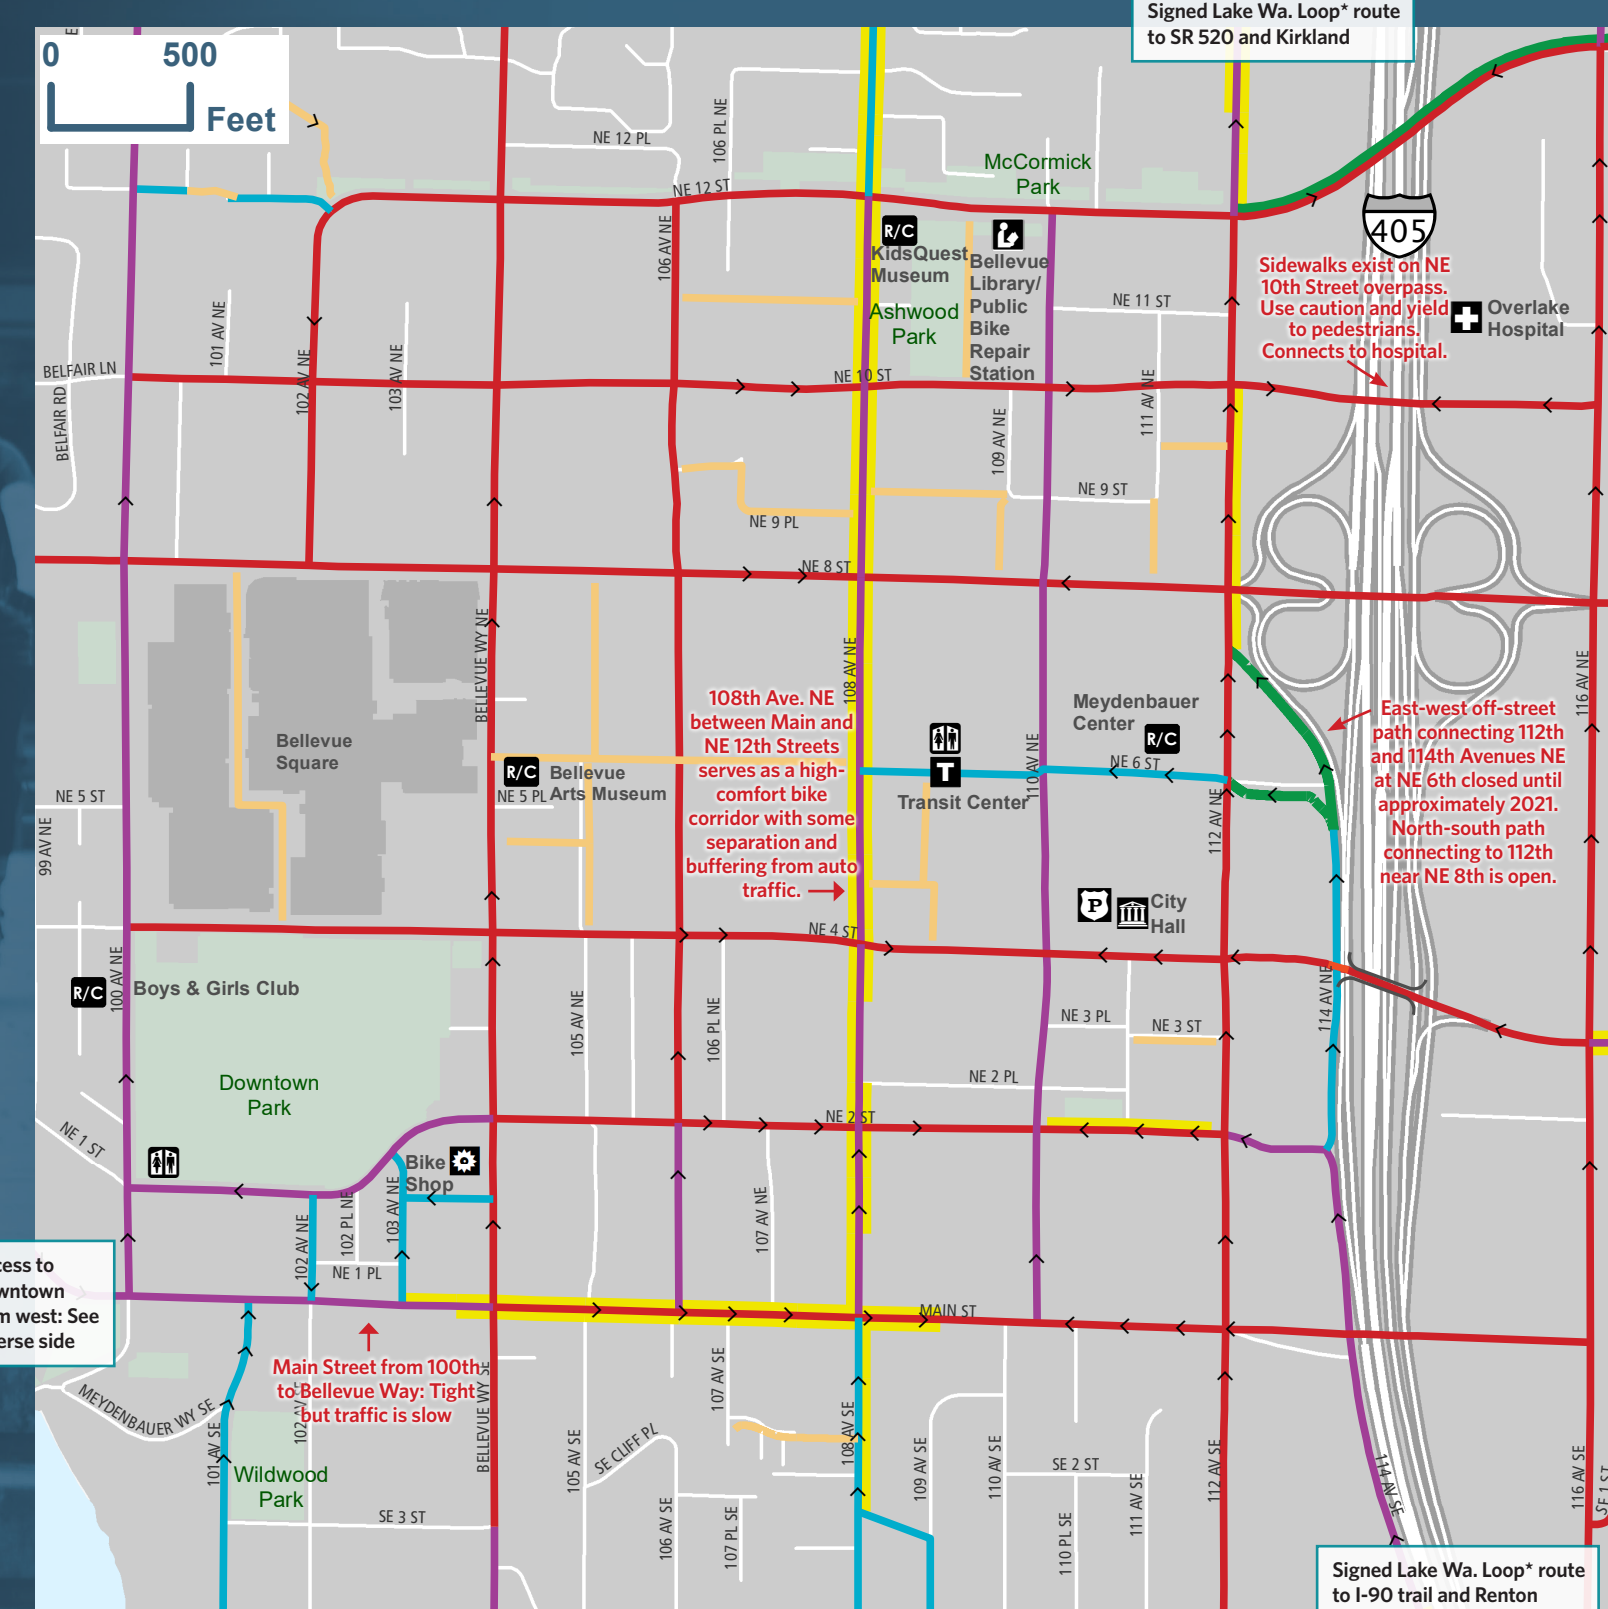 Signed Lake Wa. Loop* route
to SR 520 and Kirkland
0 500
Feet
NE 12 PL
106 PL NE
McCormick
Park
NE 12 ST
405
R/C
KidsQuest
Museum
Bellevue
Library/
Public
Bike
Repair
Station
Ashwood
Park
106 AV NE
Sidewalks exist on NE
10th Street overpass.
Use caution and yield
to pedestrians.
Connects to hospital.
Overlake
Hospital
NE 11 ST
101 AV NE
102 AV NE
103 AV NE
BELFAIR LN
BELFAIR RD
NE 10 ST
109 AV NE
111 AV NE
NE 9 ST
NE 9 PL
NE 8 ST
BELLEVUE WY NE
108 AV NE
116 AV NE
Bellevue
Square
108th Ave. NE
between Main and
NE 12th Streets
serves as a high-
comfort bike
corridor with some
separation and
buffering from auto
traffic.
Meydenbauer
Center
R/C
NE 6 ST
T
Transit Center
110 AV NE
112 AV NE
East-west off-street
path connecting 112th
and 114th Avenues NE
at NE 6th closed until
approximately 2021.
North-south path
connecting to 112th
near NE 8th is open.
R/C
Bellevue
Arts Museum
NE 5 PL
NE 5 ST
99 AV NE
P
City
Hall
NE 4 ST
R/C
100 AV NE
Boys & Girls Club
105 AV NE
106 PL NE
114 AV NE
NE 3 PL
NE 3 ST
NE 2 PL
Downtown
Park
NE 2 ST
NE 1 ST
Bike
Shop
102 AV NE
102 PL NE
103 AV NE
107 AV NE
NE 1 PL
cess to
wntown
m west: See
erse side
MAIN ST
Main Street from 100th
to Bellevue Way: Tight
but traffic is slow
MEYDENBAUER WY SE
101 AV SE
BELLEVUE WY SE
Wildwood
Park
SE 3 ST
105 AV SE
SE CLIFF PL
106 AV SE
107 AV SE
107 PL SE
108 AV SE
109 AV SE
110 AV SE
SE 2 ST
110 PL SE
111 AV SE
112 AV SE
114 AV SE
116 AV SE
SE 1 ST
Signed Lake Wa. Loop* route
to I-90 trail and Renton